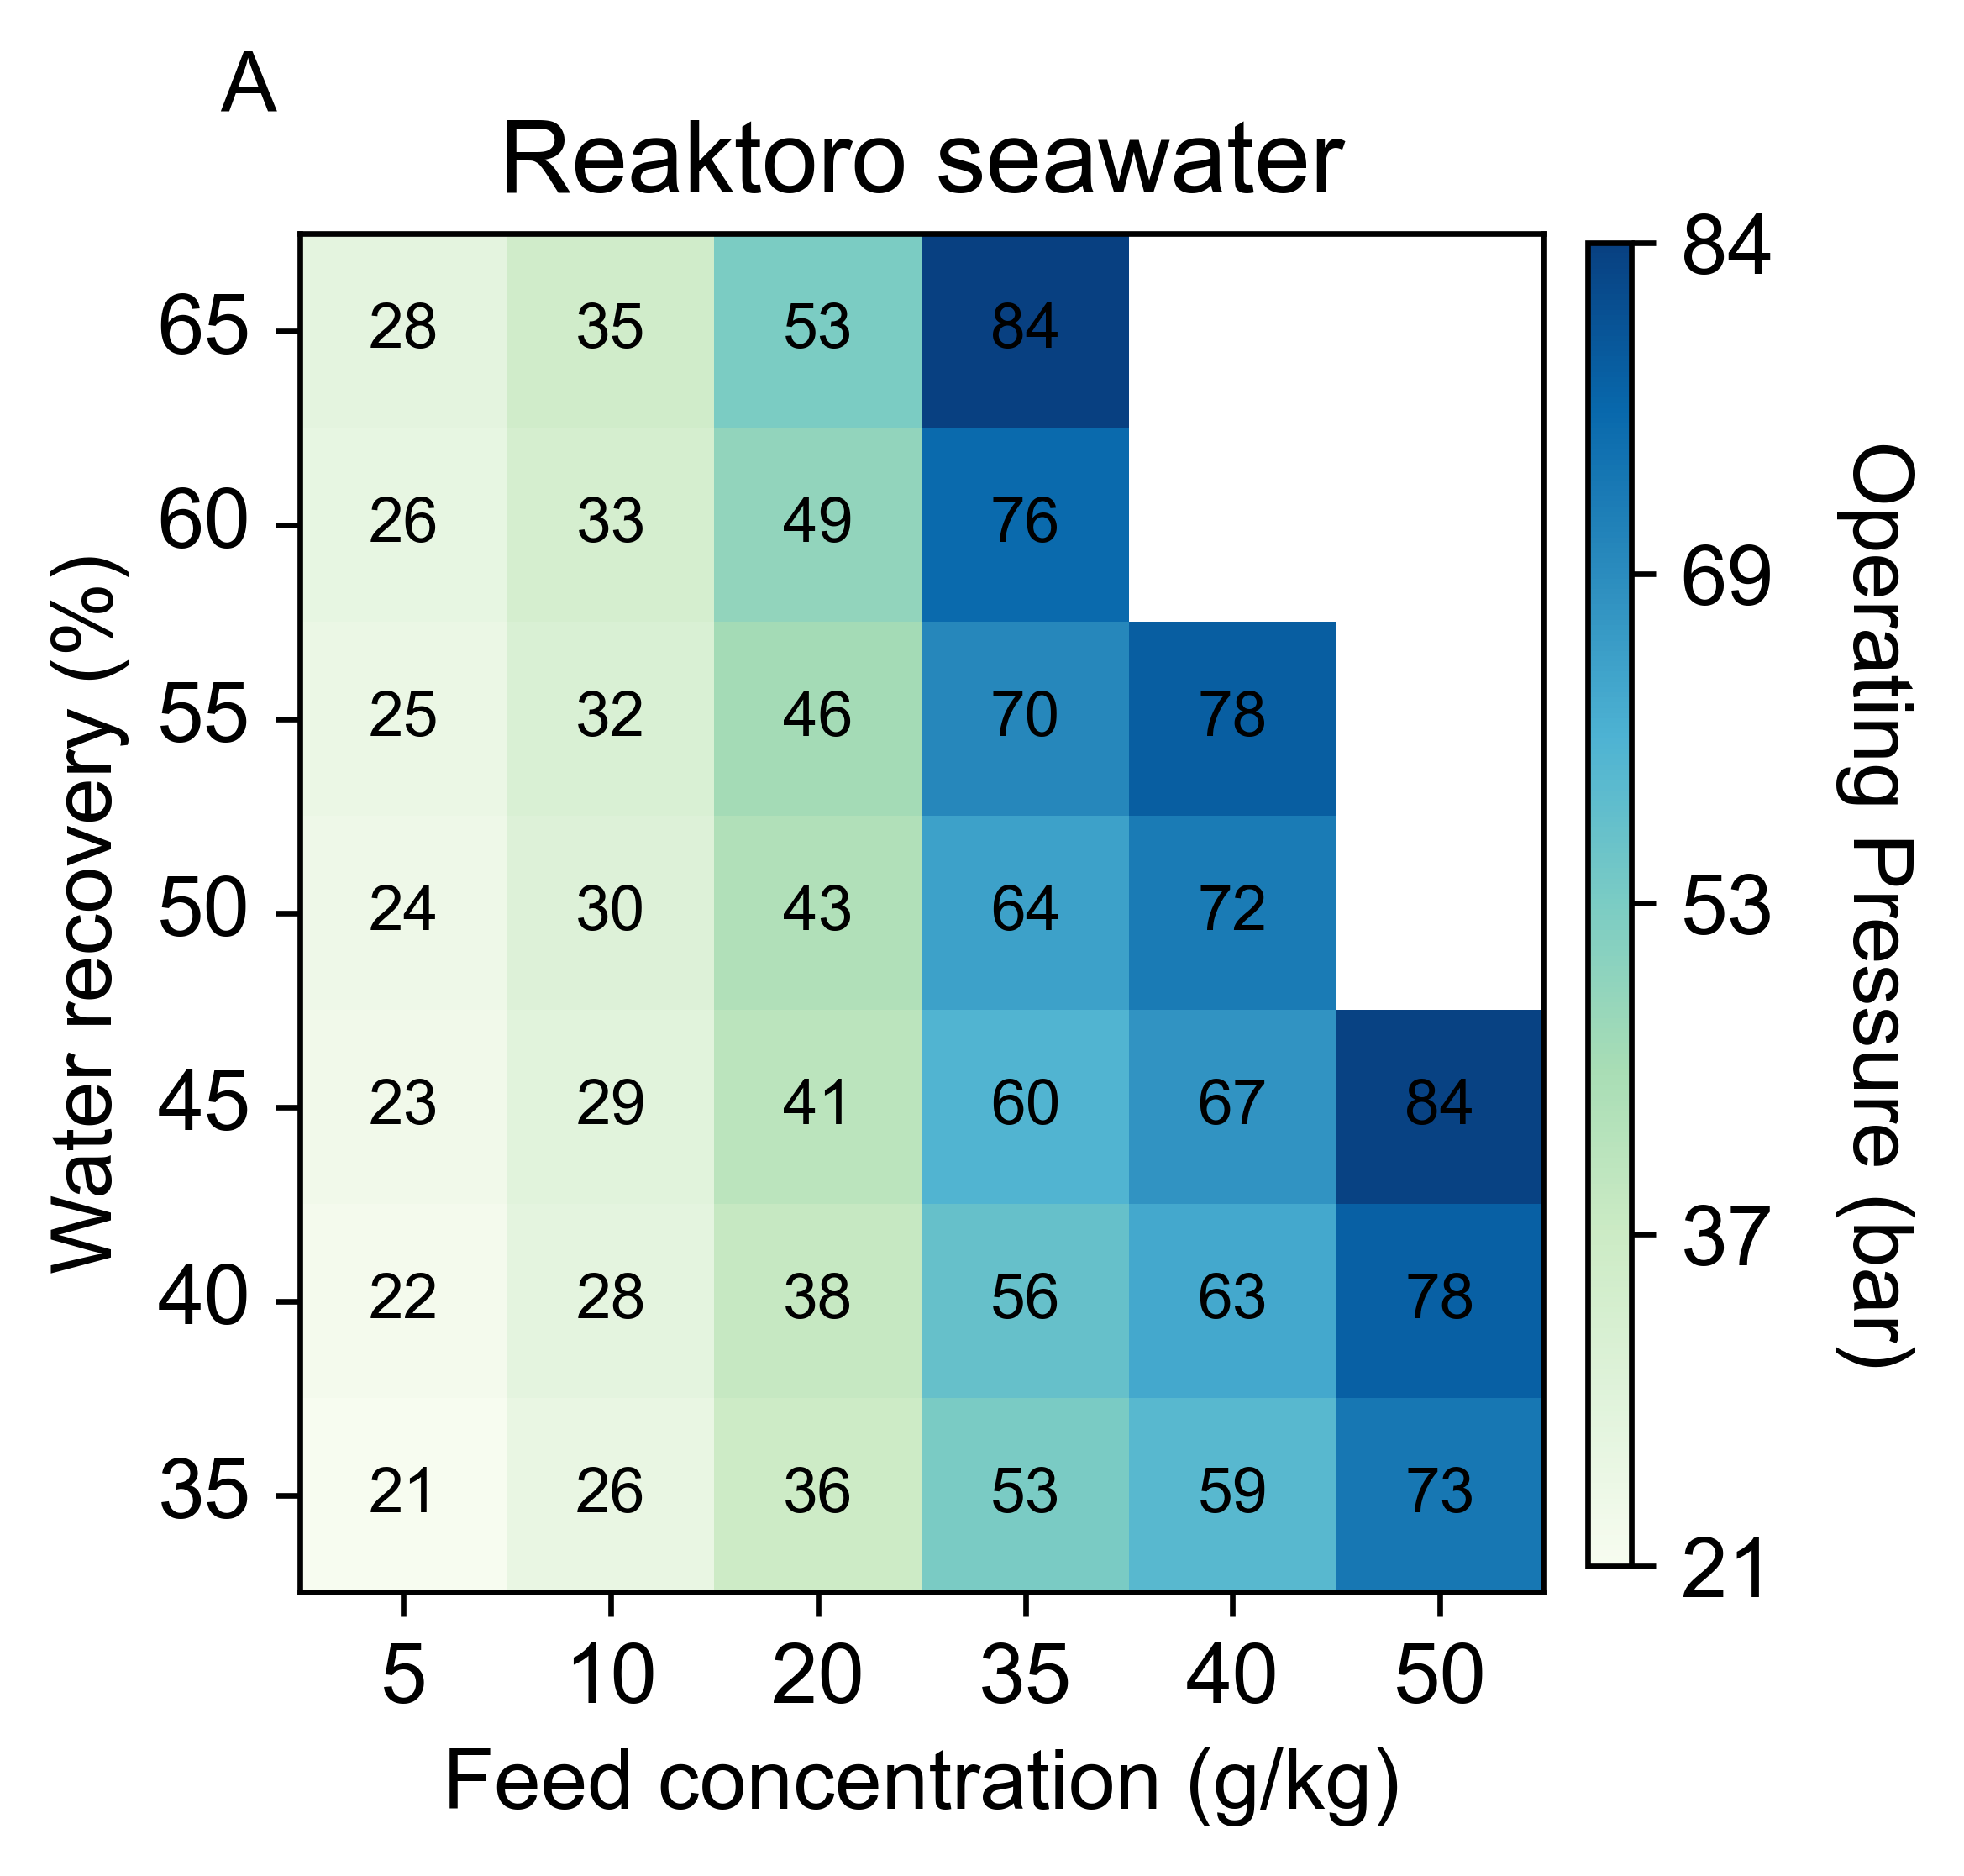 A
Reaktoro seawater
Water recovery (%)
65 28 35 53 84
60 26 33 49 76
55 25 32 46 70 78
50 24 30 43 64 72
45 23 29 41 60 67 84
40 22 28 38 56 63 78
35 21 26 36 53 59 73
5 10 20 35 40 50
Feed concentration (g/kg)
84
69
53
37
21
Operating Pressure (bar)